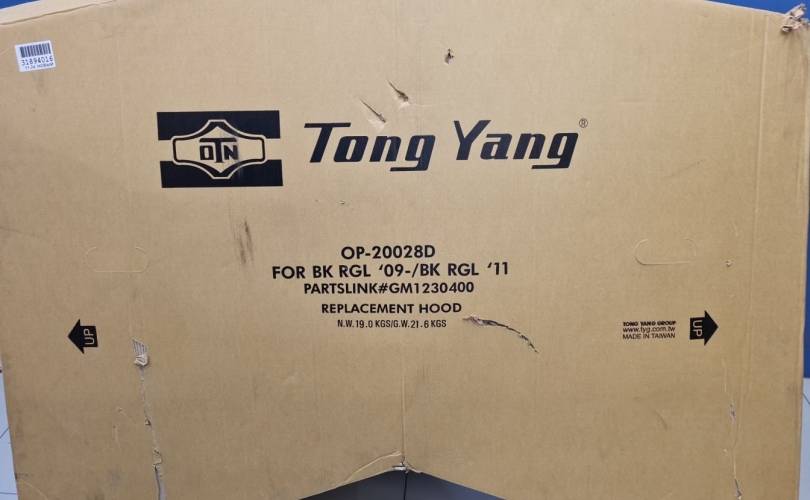 31894016
OTN
Tong Yang®
OP-20028D
FOR BK RGL '09-/BK RGL '11
PARTSLINK#GM1230400
REPLACEMENT HOOD
N.W.19.0 KGS/G.W.21.6 KGS
UP
TONG YANG GROUP
www.tyg.com.tw
MADE IN TAIWAN
UP